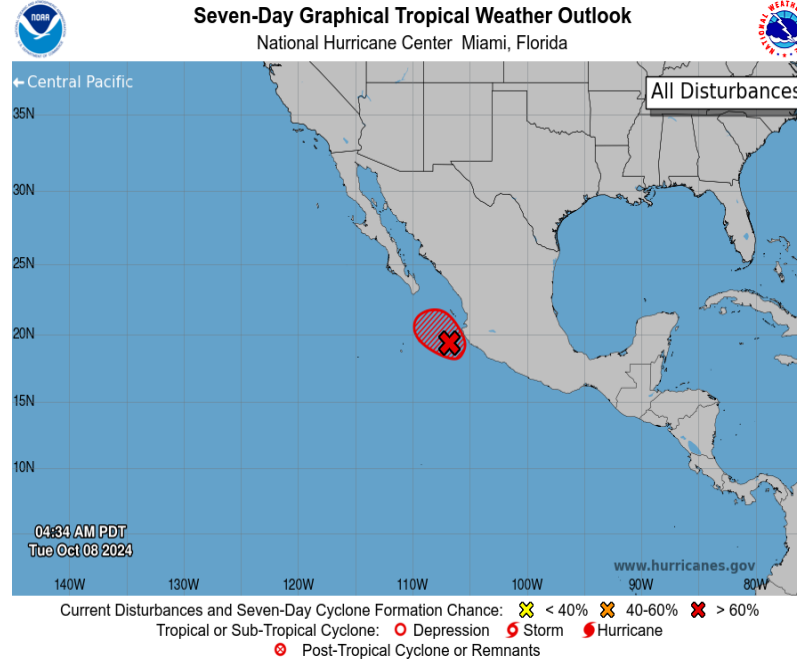 Seven-Day Graphical Tropical Weather Outlook
National Hurricane Center Miami, Florida
NOAA
← Central Pacific
All Disturbances
35N
30N
25N
20N
15N
10N
04:34 AM PDT
Tue Oct 08 2024
www.hurricanes.gov
140W 130W 120W 110W 100W 90W 80W
Current Disturbances and Seven-Day Cyclone Formation Chance: < 40% 40-60% > 60%
Tropical or Sub-Tropical Cyclone: Depression Storm Hurricane
Post-Tropical Cyclone or Remnants